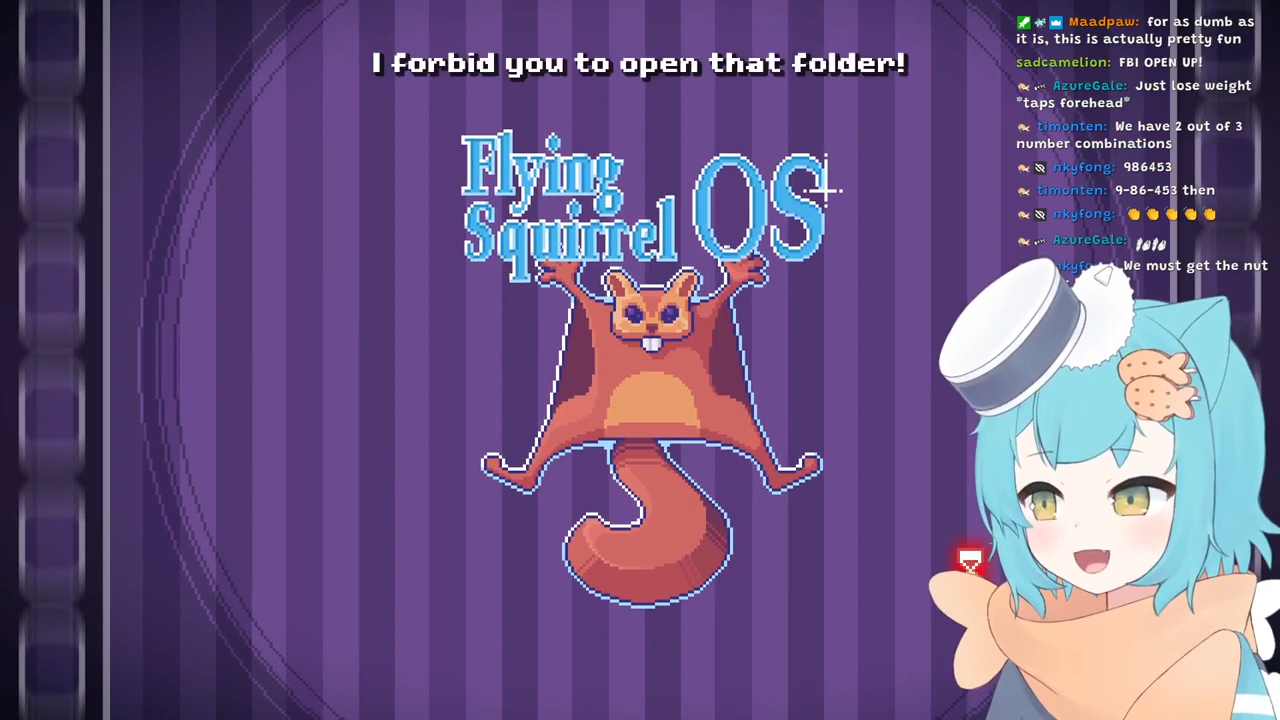 I forbid you to open that folder!
Flying
Squirrel
OS
Maadpaw: for as dumb as
it is, this is actually pretty fun
sadcamelion: FBI OPEN UP!
AzureGale: Just lose weight
*taps forehead*
timonten: We have 2 out of 3
number combinations
nkyfong: 986453
timonten: 9-86-453 then
nkyfong: 👏👏👏👏👏
AzureGale:
We must get the nut